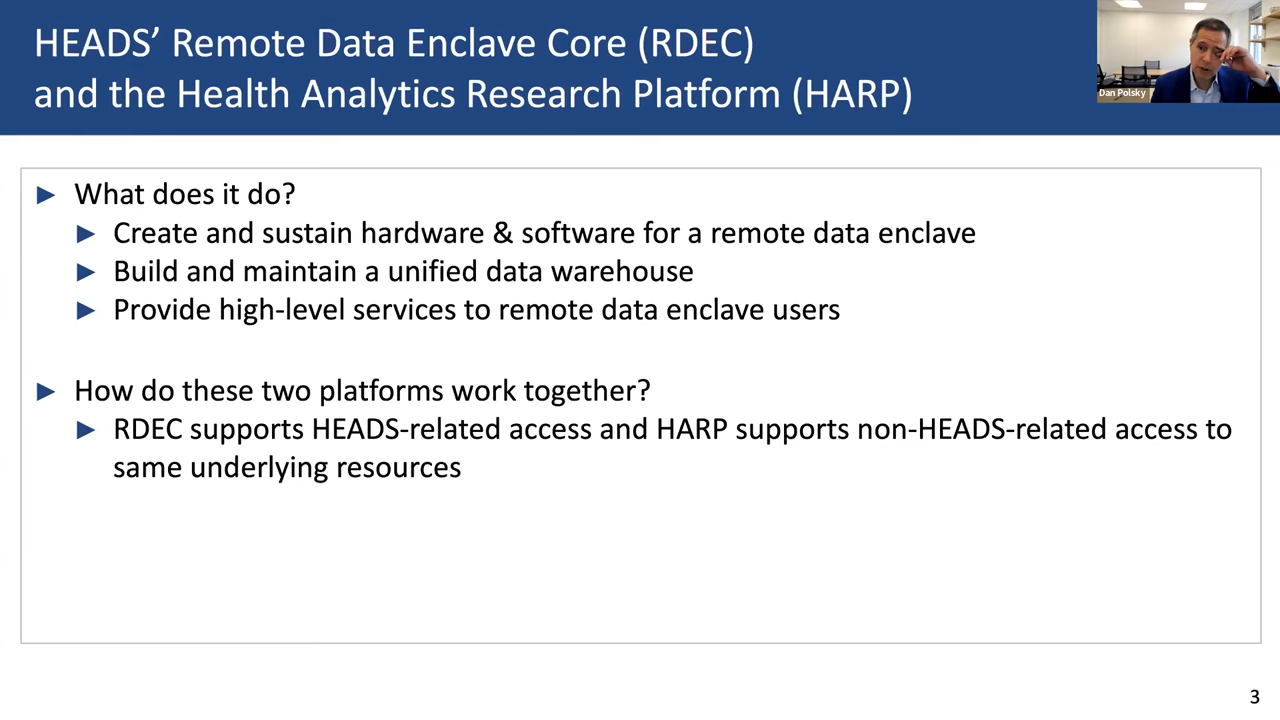 HEADS’ Remote Data Enclave Core (RDEC)
and the Health Analytics Research Platform (HARP)
Dan Polsky
► What does it do?
► Create and sustain hardware & software for a remote data enclave
► Build and maintain a unified data warehouse
► Provide high-level services to remote data enclave users
► How do these two platforms work together?
► RDEC supports HEADS-related access and HARP supports non-HEADS-related access to
same underlying resources
3